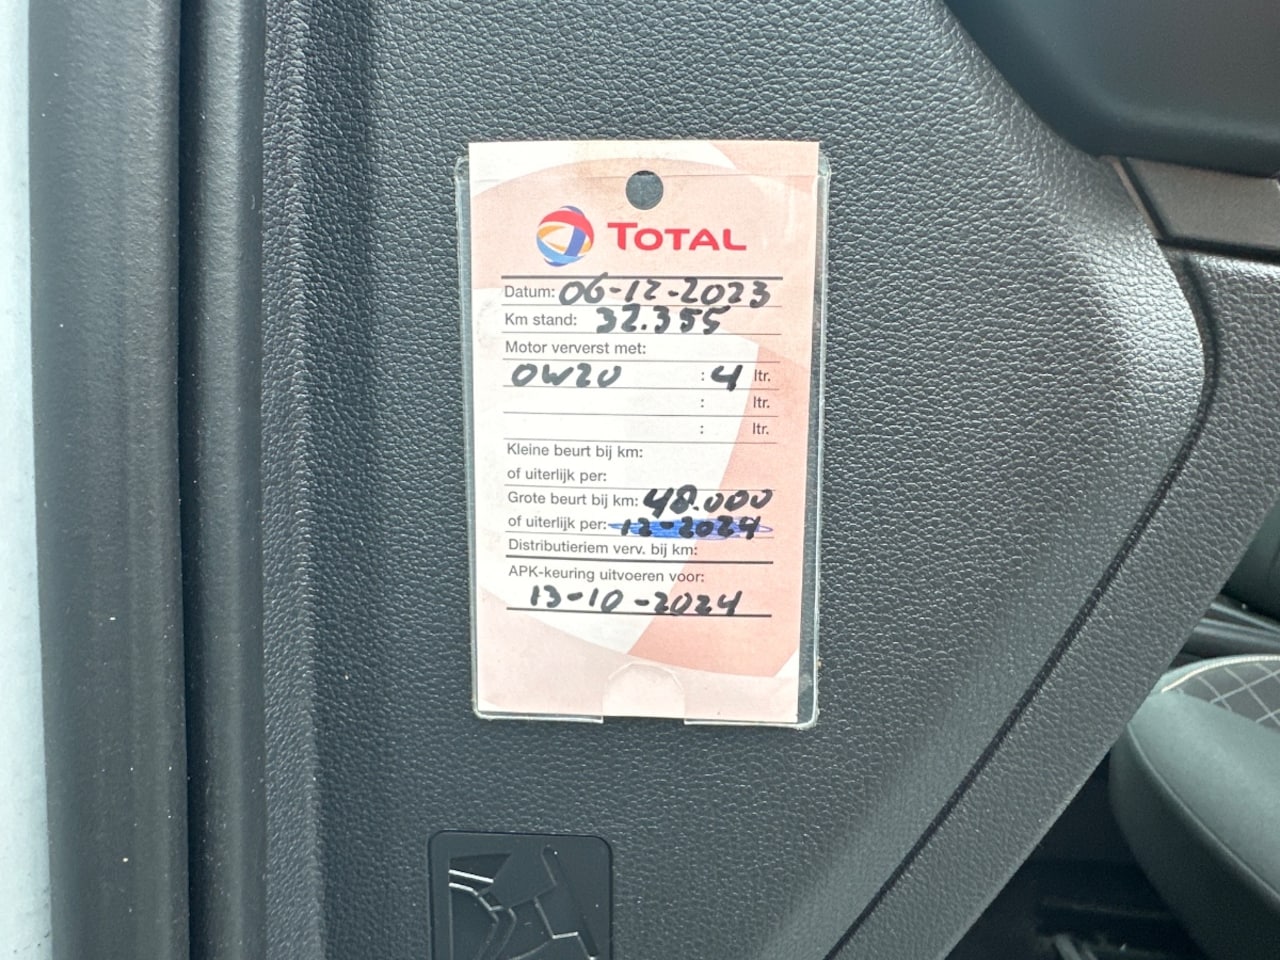 TOTAL
Datum: 06-12-2023
Km stand: 32.355
Motor ververst met:
0W20 : 4 ltr.
: ltr.
: ltr.
Kleine beurt bij km:
of uiterlijk per:
Grote beurt bij km: 48.000
of uiterlijk per: 12-2024
Distributieriem verv. bij km:
APK-keuring uitvoeren voor:
13-10-2024